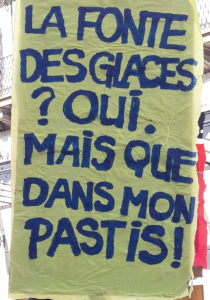 LA FONTE
DES GLACES
? OUI.
MAiS QUE
DANS MON
PASTiS!